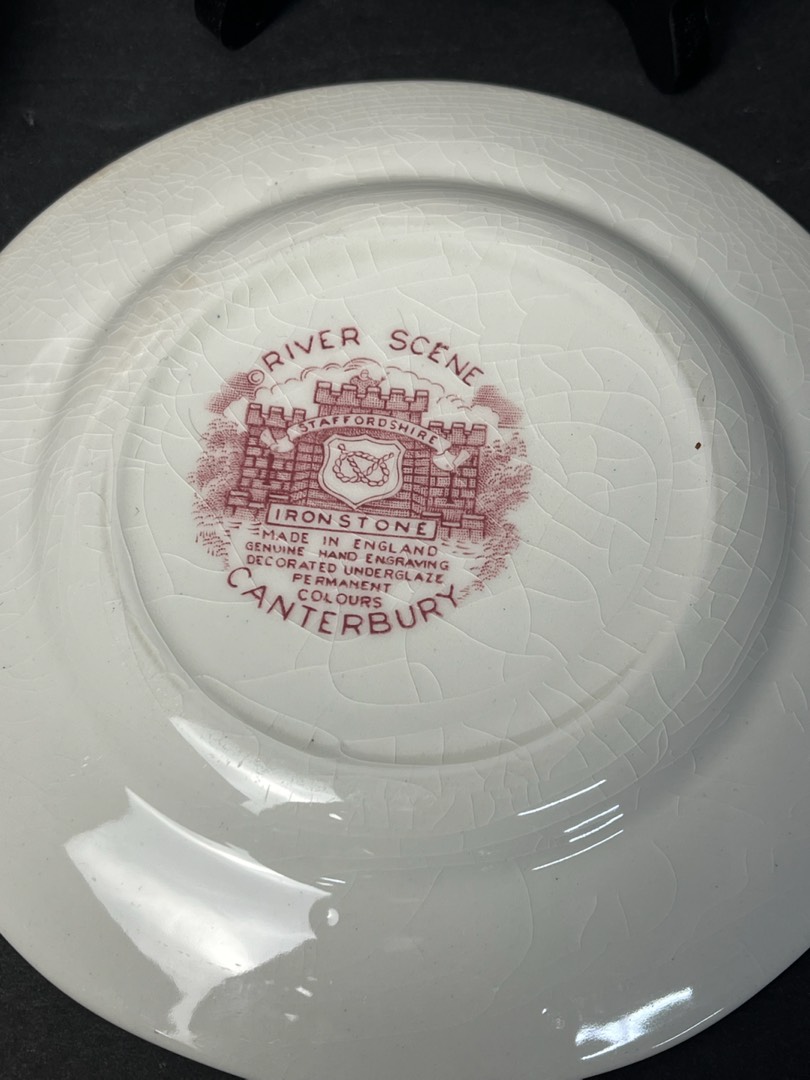 © RIVER SCENE
STAFFORDSHIRE
IRONSTONE
MADE IN ENGLAND
GENUINE HAND ENGRAVING
DECORATED UNDERGLAZE
PERMANENT
COLOURS
CANTERBURY